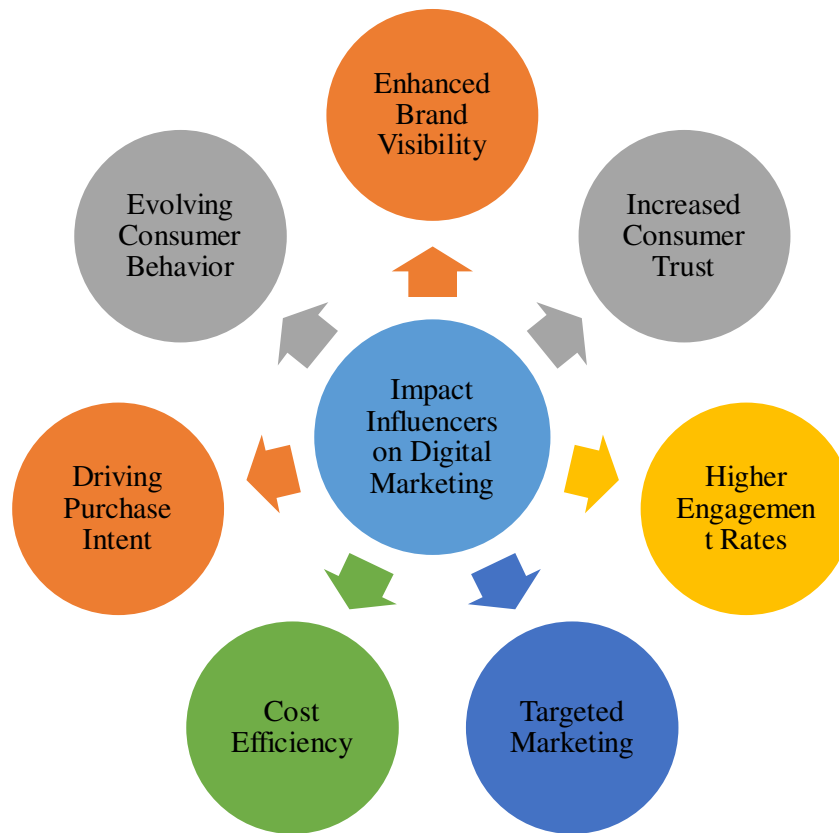 Enhanced
Brand
Visibility
Evolving
Consumer
Behavior
Increased
Consumer
Trust
Impact
Influencers
on Digital
Marketing
Driving
Purchase
Intent
Higher
Engagemen
t Rates
Cost
Efficiency
Targeted
Marketing